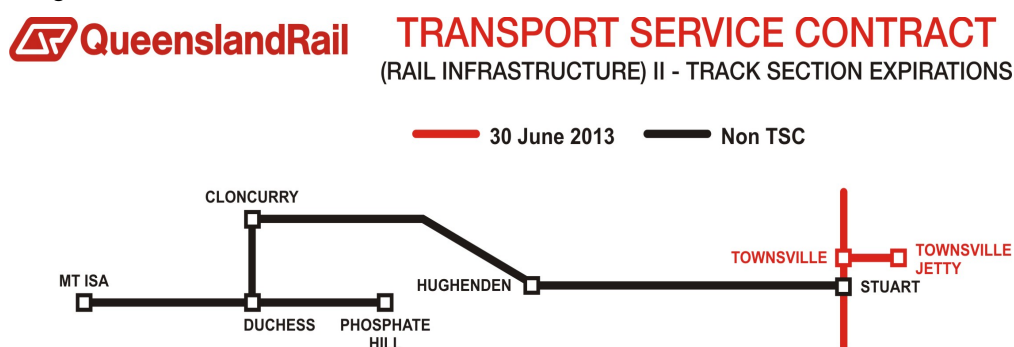 QueenslandRail
TRANSPORT SERVICE CONTRACT
(RAIL INFRASTRUCTURE) II - TRACK SECTION EXPIRATIONS
30 June 2013
Non TSC
CLONCURRY
TOWNSVILLE
TOWNSVILLE
JETTY
MT ISA
HUGHENDEN
STUART
DUCHESS
PHOSPHATE
HILL